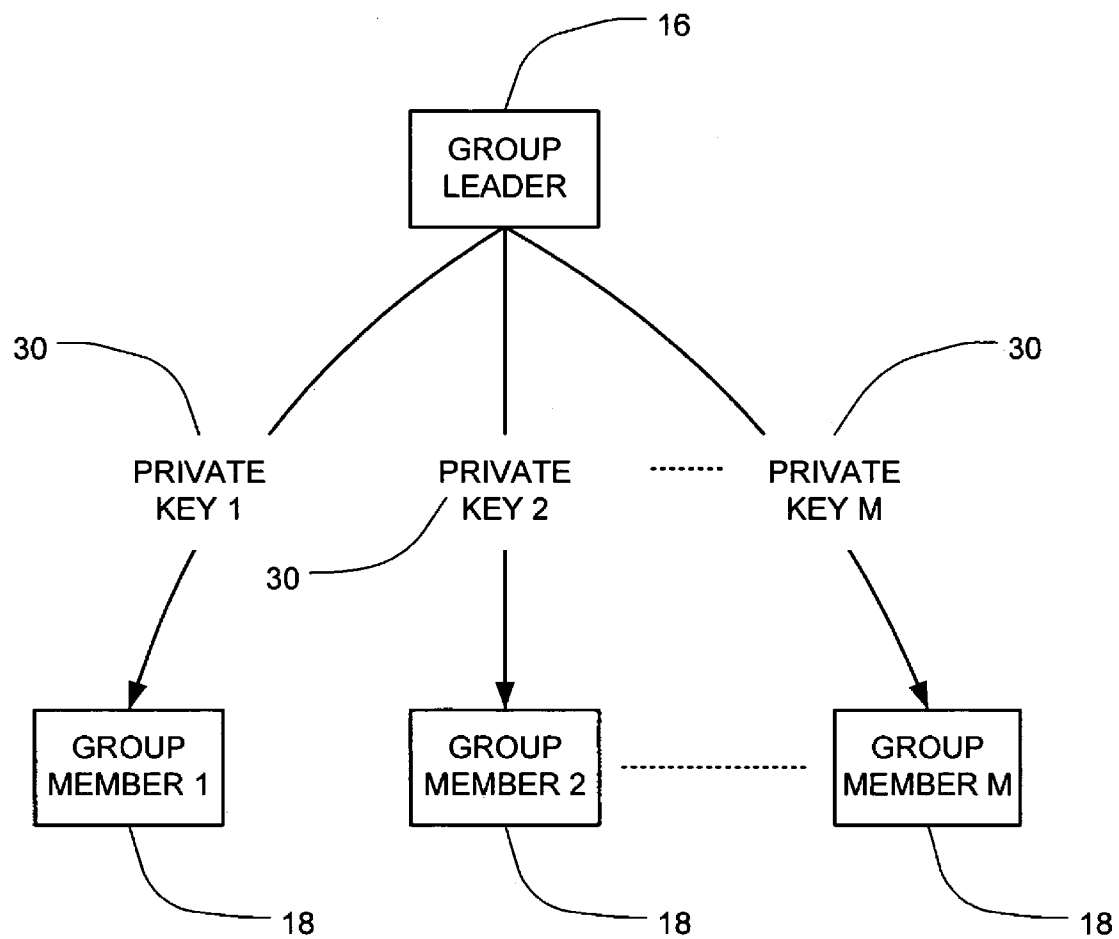 16
GROUP
LEADER
30
30
PRIVATE
KEY 1
PRIVATE
KEY 2
PRIVATE
KEY M
30
GROUP
MEMBER 1
GROUP
MEMBER 2
GROUP
MEMBER M
18
18
18